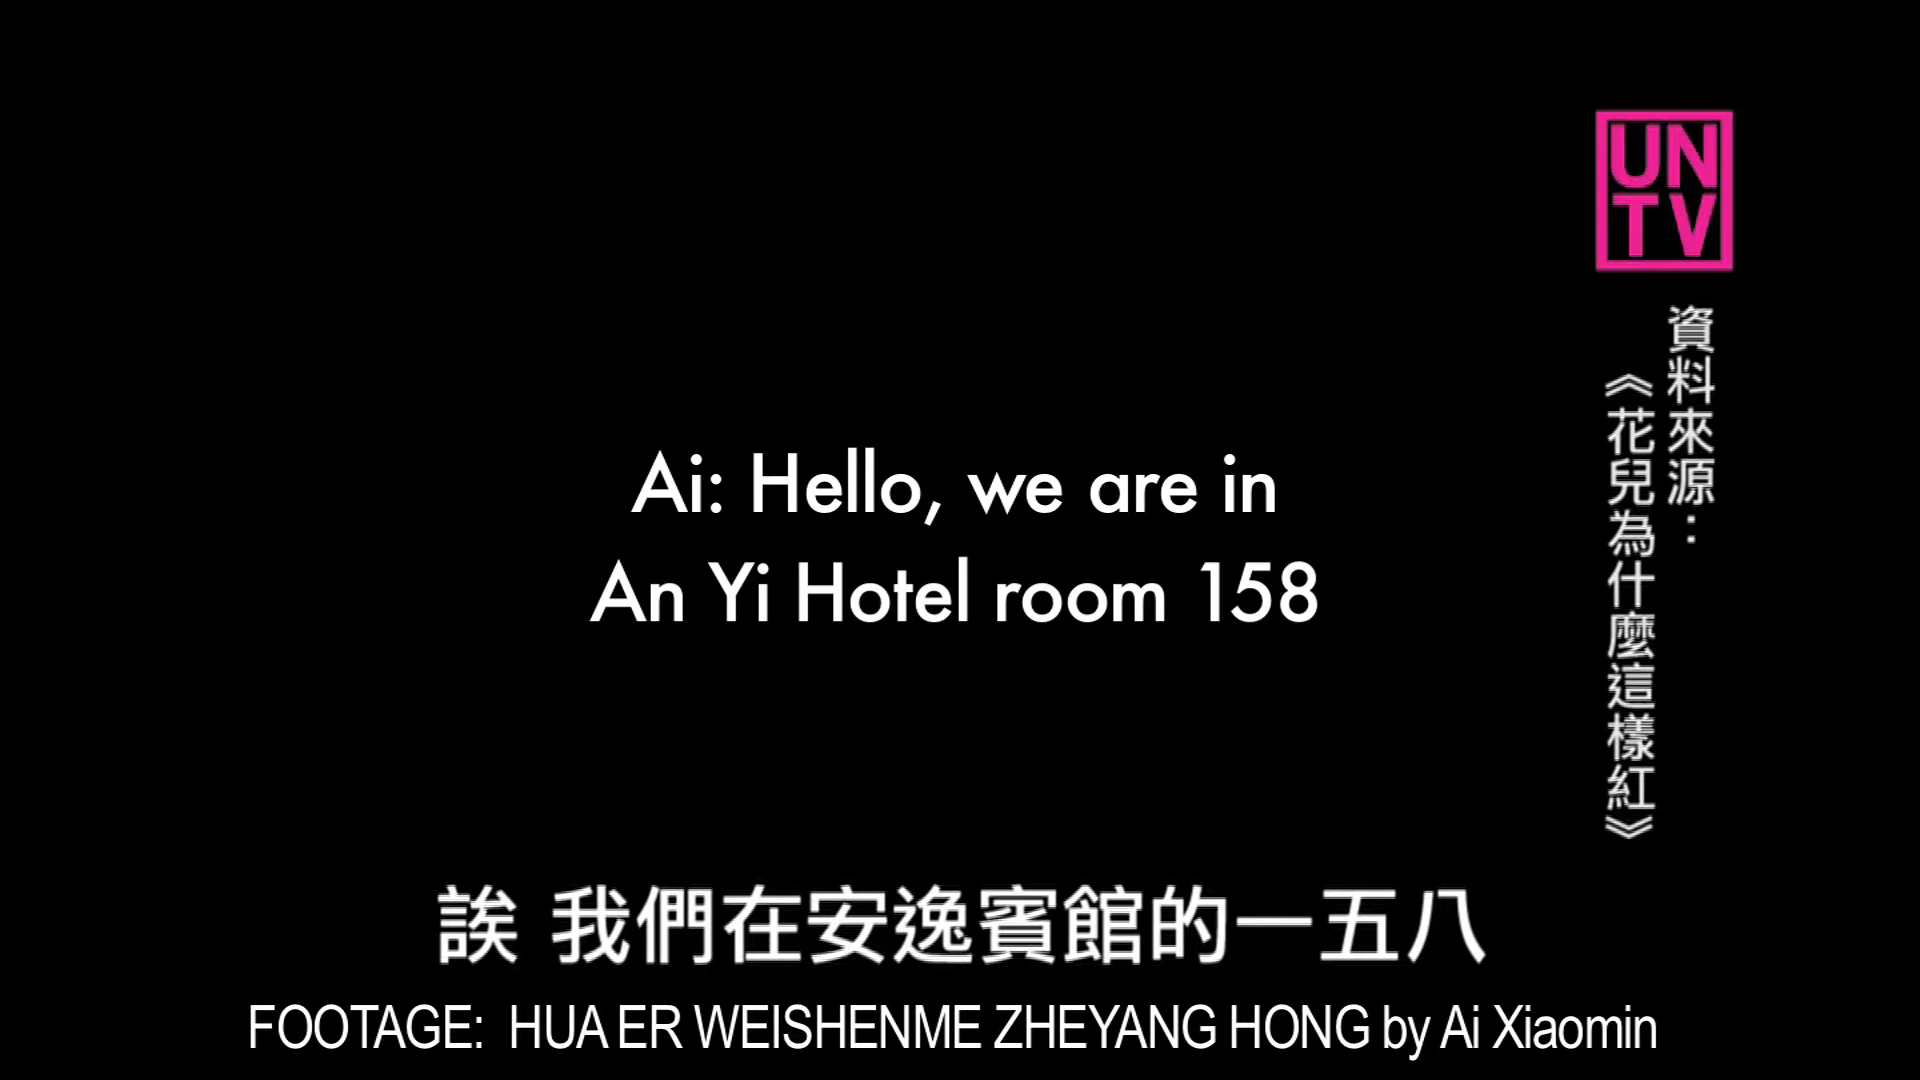 UN
TV
資料來源：
《花兒為什麼這樣紅》
Ai: Hello, we are in
An Yi Hotel room 158
誒 我們在安逸賓館的一五八
FOOTAGE: HUA ER WEISHENME ZHEYANG HONG by Ai Xiaomin